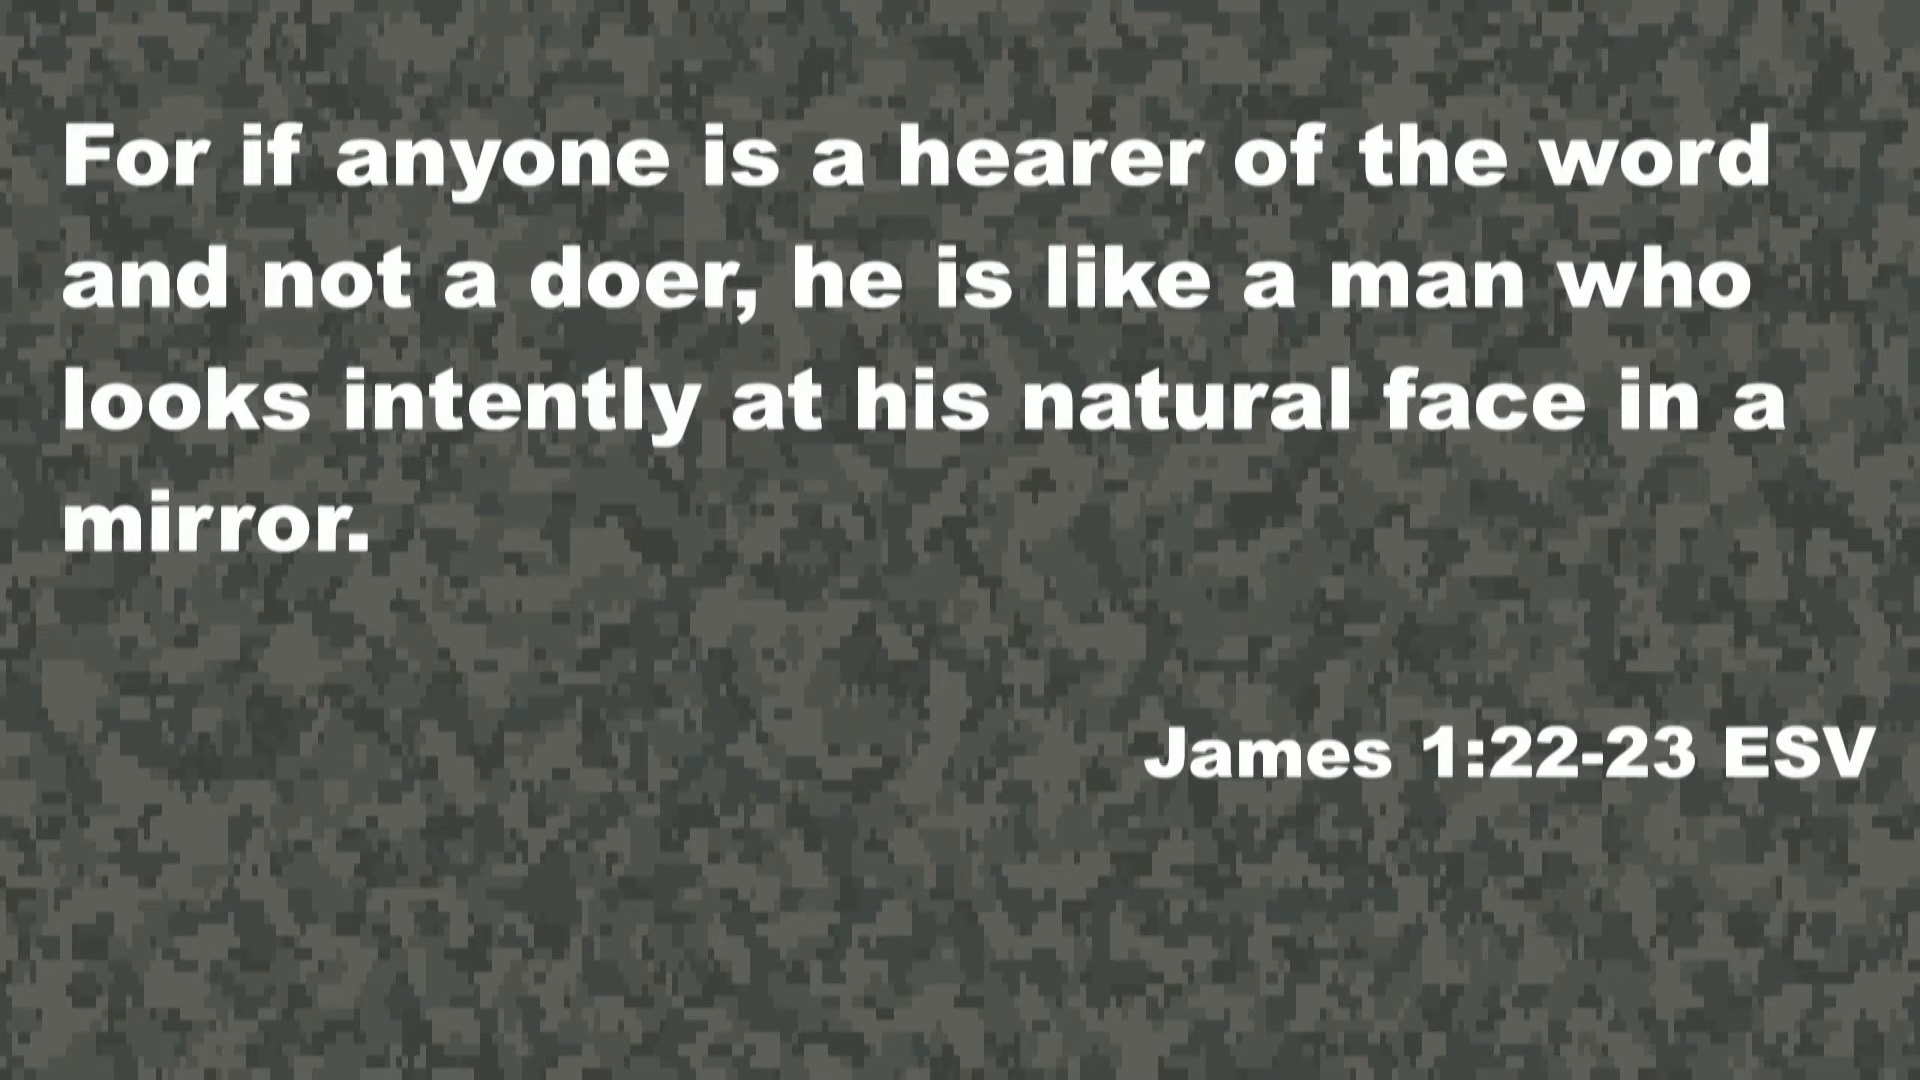 For if anyone is a hearer of the word
and not a doer, he is like a man who
looks intently at his natural face in a
mirror.
James 1:22-23 ESV